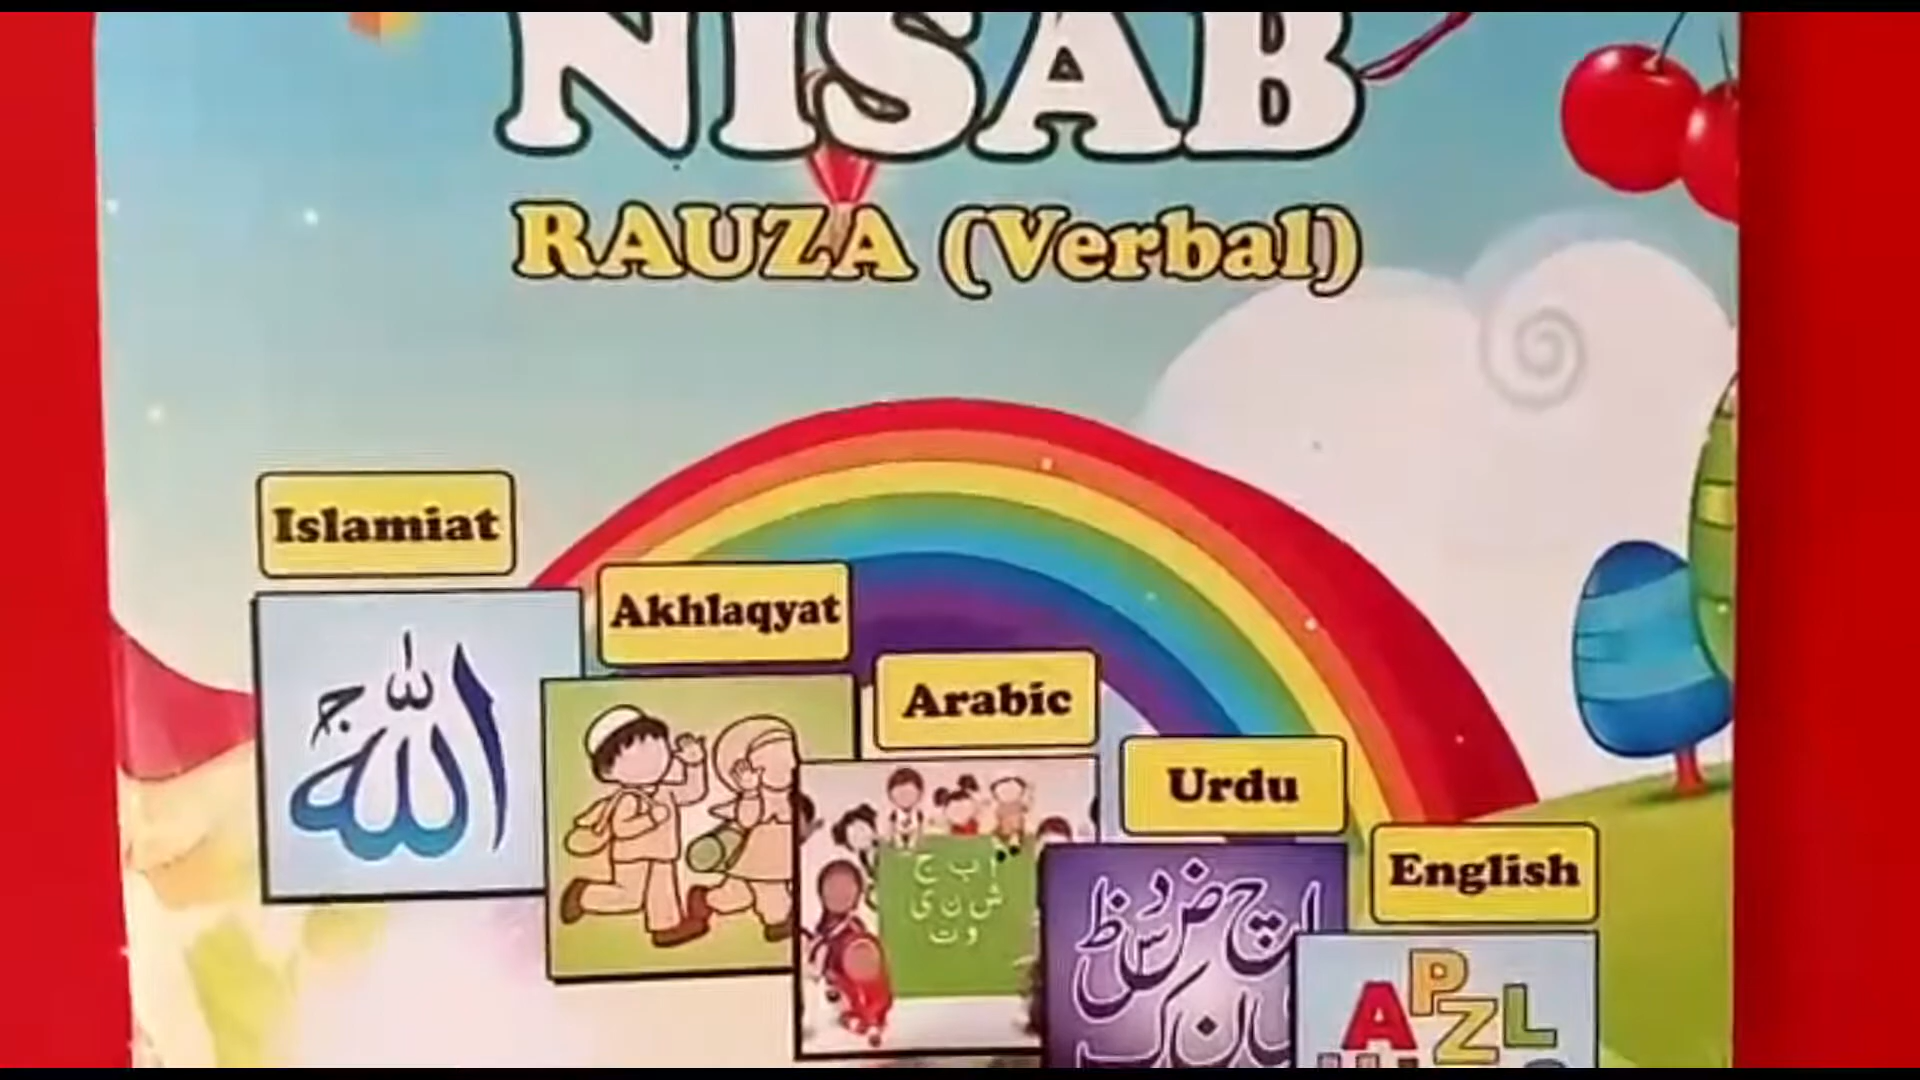 NISAB
RAUZA (Verbal)
Islamiat
Akhlaqyat
Arabic
Urdu
English
الله
ا ب ج
ش ن ی
و ت
P
A Z L